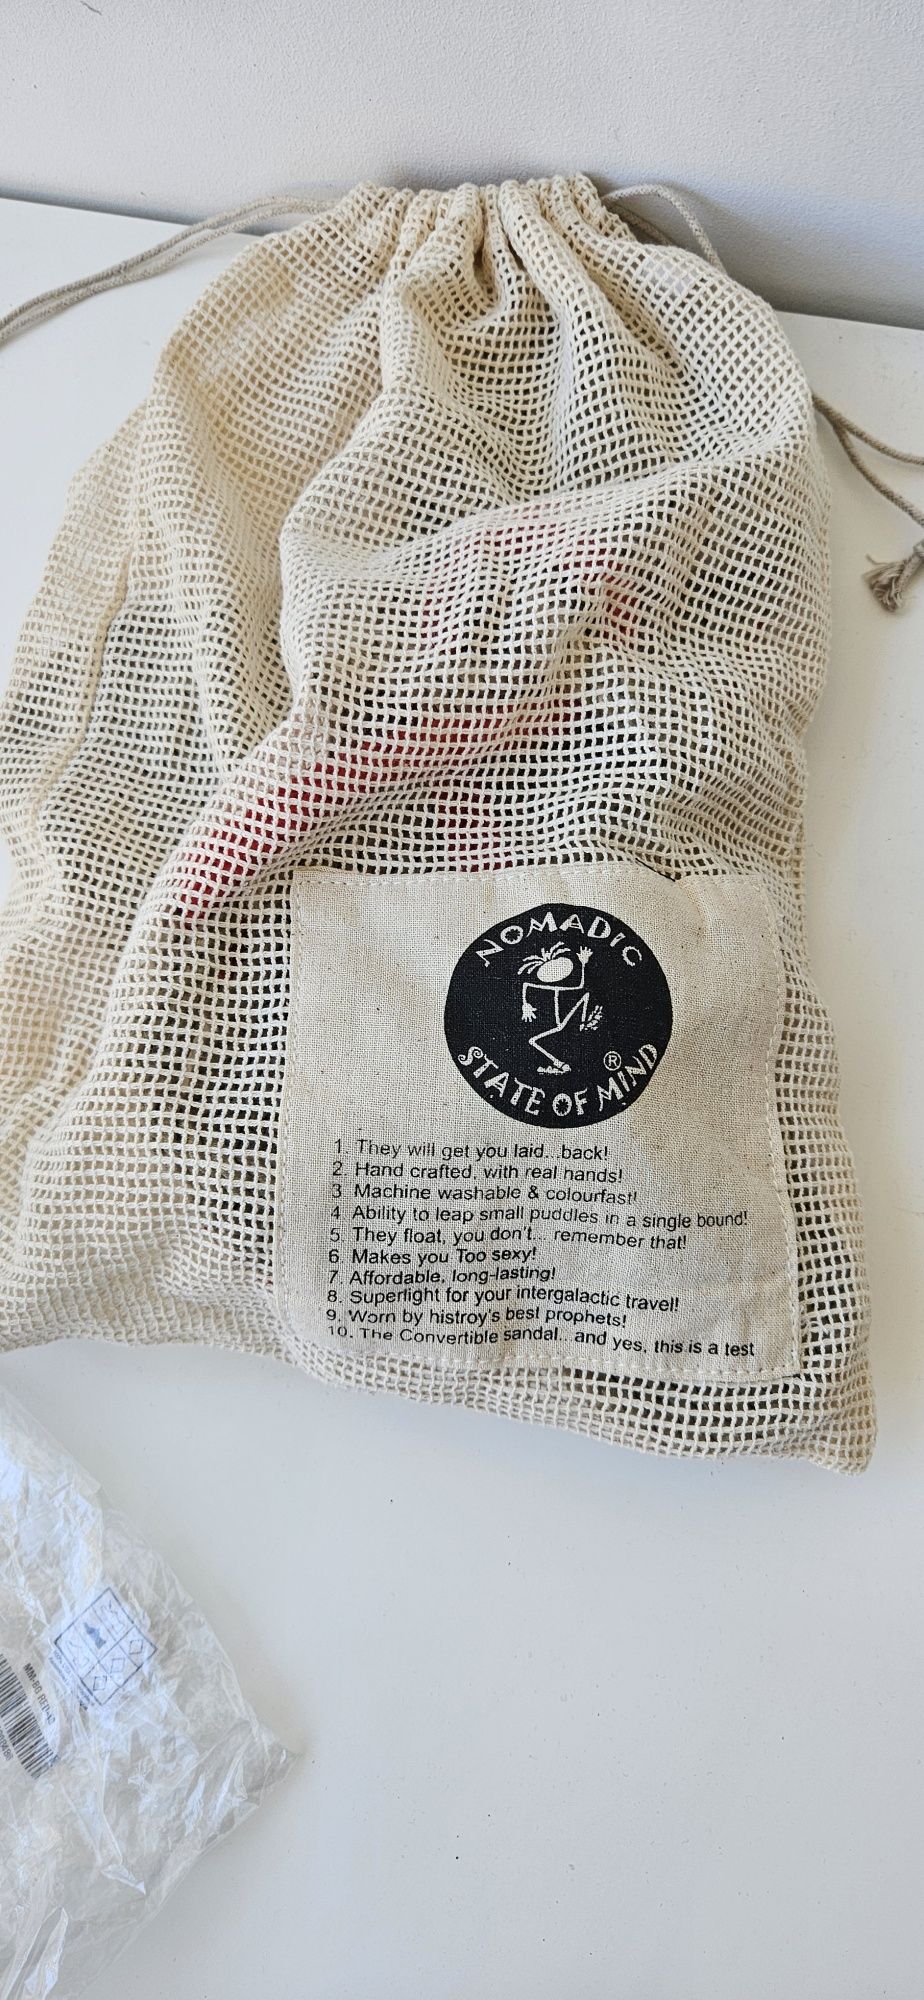 NOMADIC
STATE OF MIND ®
1. They will get you laid...back!
2. Hand crafted, with real hands!
3 Machine washable & colourfast!
4 Ability to leap small puddles in a single bound!
5. They float, you don't... remember that!
6. Makes you Too sexy!
7. Affordable, long-lasting!
8. Superlight for your intergalactic travel!
9. Worn by histroy's best prophets!
10. The Convertible sandal.. and yes, this is a test